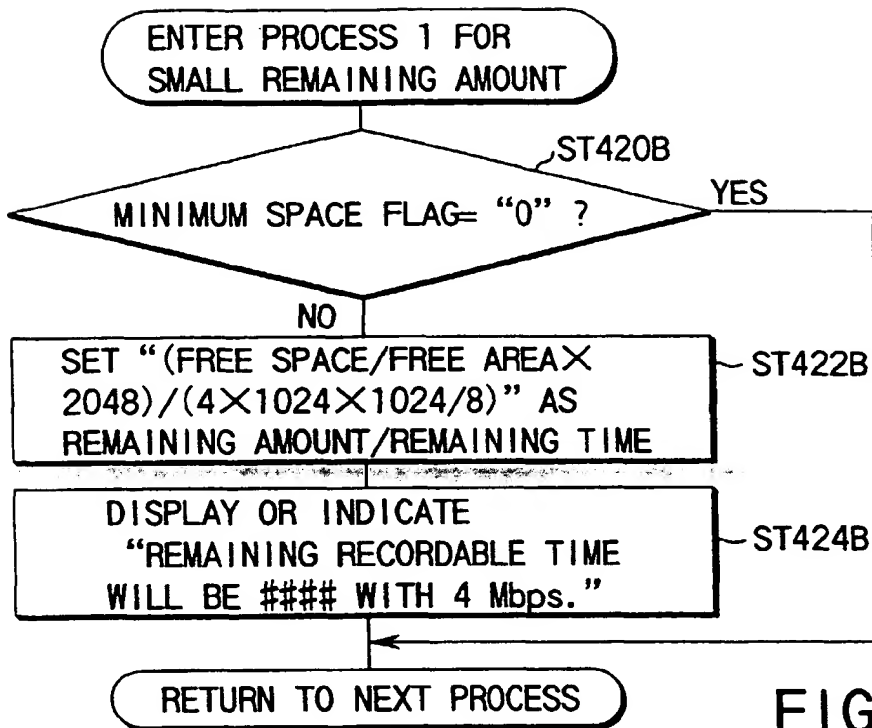 ENTER PROCESS 1 FOR
SMALL REMAINING AMOUNT
ST420B
MINIMUM SPACE FLAG= “0” ?
YES
NO
SET “(FREE SPACE/FREE AREA×
2048)/(4×1024×1024/8)” AS
REMAINING AMOUNT/REMAINING TIME
ST422B
DISPLAY OR INDICATE
“REMAINING RECORDABLE TIME
WILL BE #### WITH 4 Mbps.”
ST424B
RETURN TO NEXT PROCESS
FIG